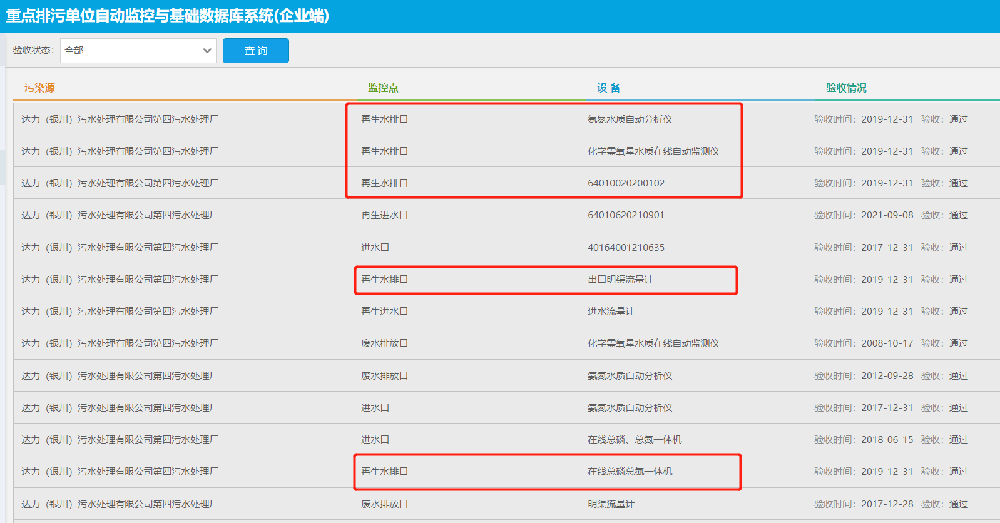 重点排污单位自动监控与基础数据库系统(企业端)
验收状态： 全部 查 询
污染源 监控点 设 备 验收情况
达力（银川）污水处理有限公司第四污水处理厂 再生水排口 氨氮水质自动分析仪 验收时间：2019-12-31 验收：通过
达力（银川）污水处理有限公司第四污水处理厂 再生水排口 化学需氧量水质在线自动监测仪 验收时间：2019-12-31 验收：通过
达力（银川）污水处理有限公司第四污水处理厂 再生水排口 64010020200102 验收时间：2019-12-31 验收：通过
达力（银川）污水处理有限公司第四污水处理厂 再生进水口 64010620210901 验收时间：2021-09-08 验收：通过
达力（银川）污水处理有限公司第四污水处理厂 进水口 40164001210635 验收时间：2017-12-31 验收：通过
达力（银川）污水处理有限公司第四污水处理厂 再生水排口 出口明渠流量计 验收时间：2019-12-31 验收：通过
达力（银川）污水处理有限公司第四污水处理厂 再生进水口 进水流量计 验收时间：2019-12-31 验收：通过
达力（银川）污水处理有限公司第四污水处理厂 废水排放口 化学需氧量水质在线自动监测仪 验收时间：2008-10-17 验收：通过
达力（银川）污水处理有限公司第四污水处理厂 废水排放口 氨氮水质自动分析仪 验收时间：2012-09-28 验收：通过
达力（银川）污水处理有限公司第四污水处理厂 进水口 氨氮水质自动分析仪 验收时间：2017-12-31 验收：通过
达力（银川）污水处理有限公司第四污水处理厂 进水口 在线总磷、总氮一体机 验收时间：2018-06-15 验收：通过
达力（银川）污水处理有限公司第四污水处理厂 再生水排口 在线总磷总氮一体机 验收时间：2019-12-31 验收：通过
达力（银川）污水处理有限公司第四污水处理厂 废水排放口 明渠流量计 验收时间：2017-12-28 验收：通过